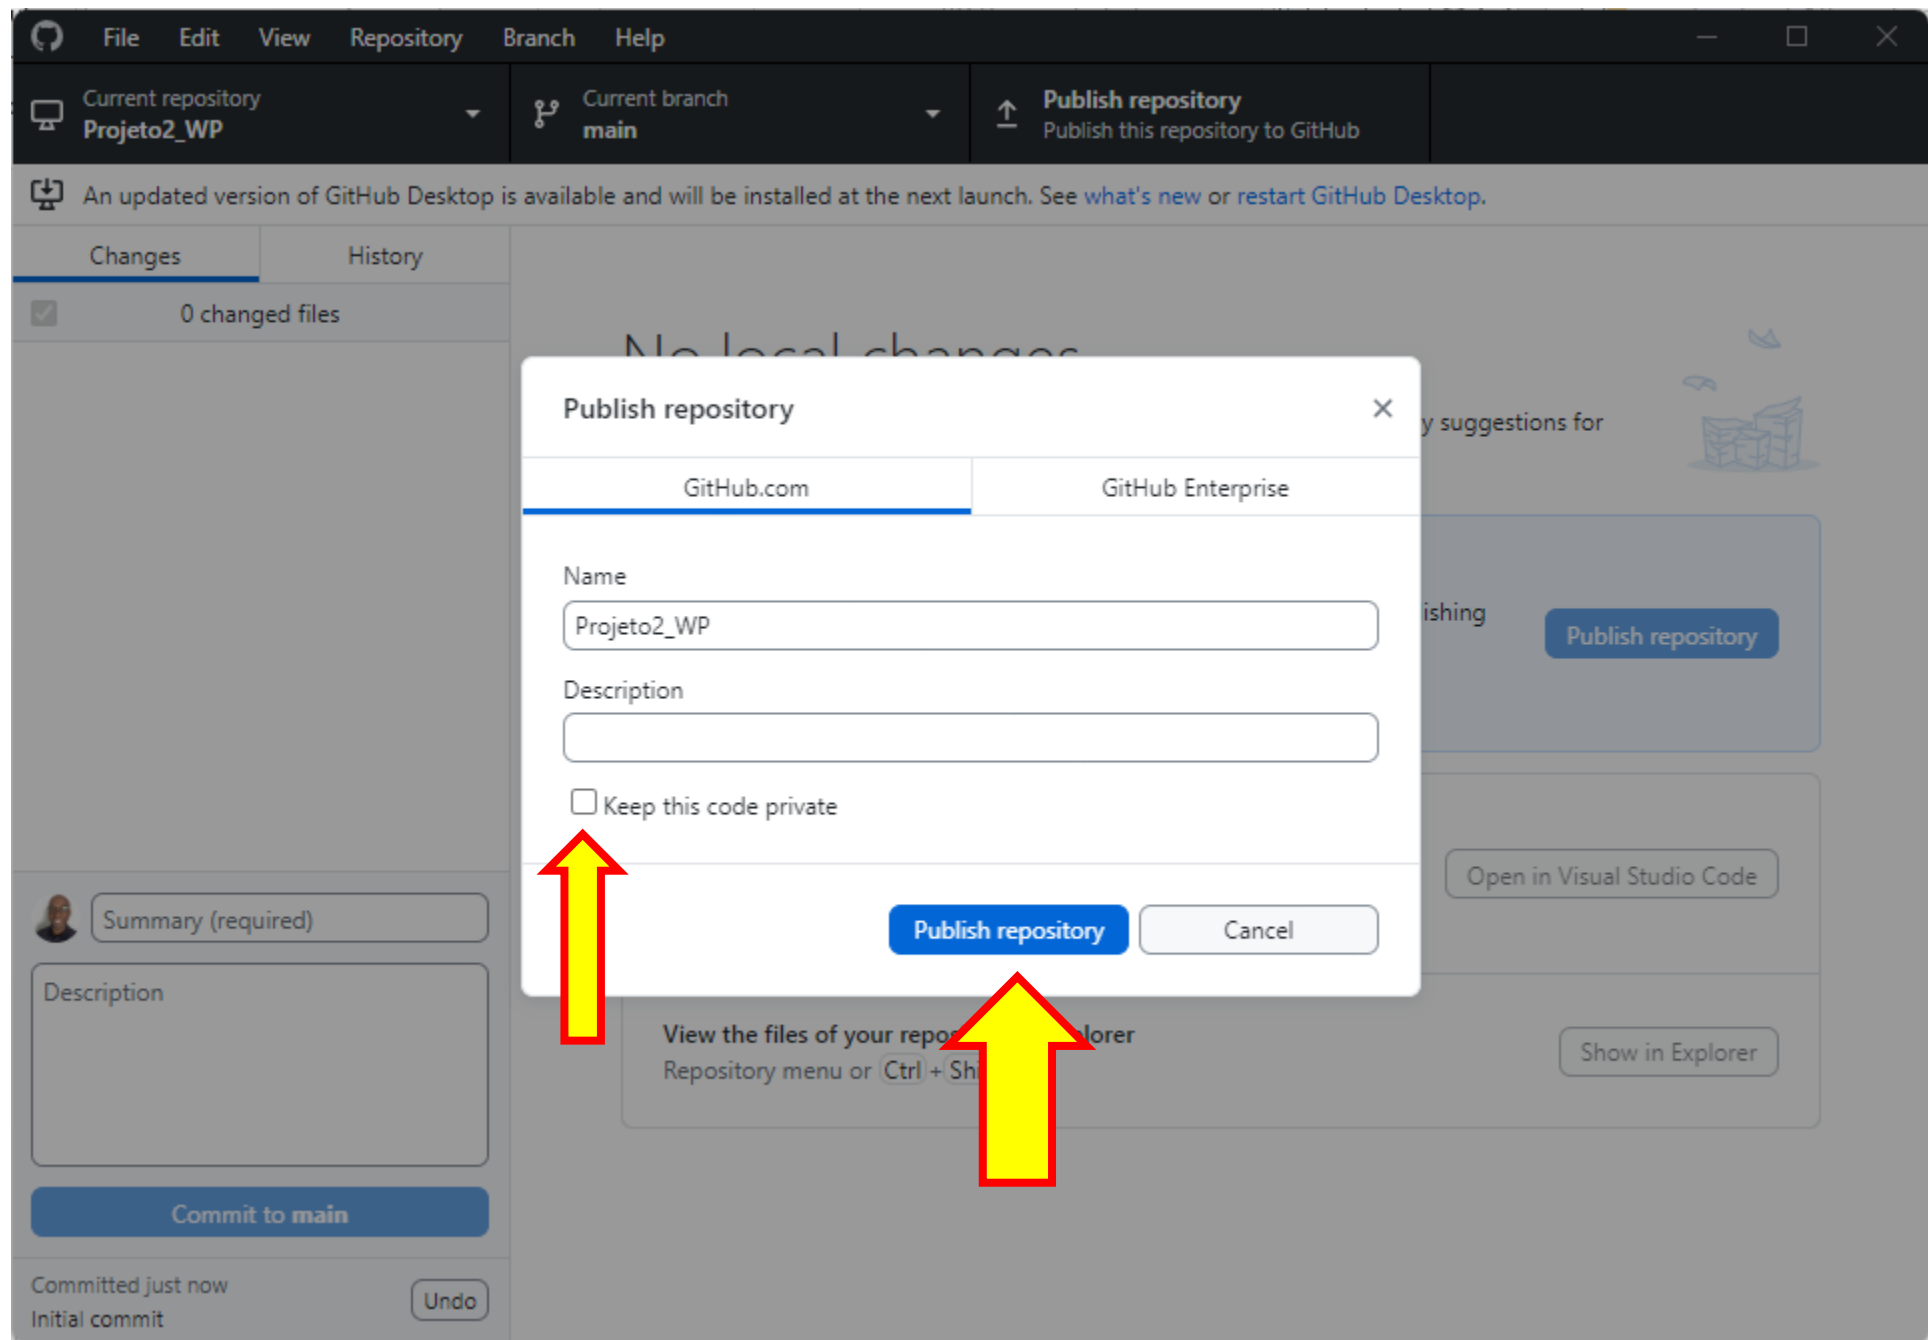 File Edit View Repository Branch Help
Current repository
Projeto2_WP
Current branch
main
Publish repository
Publish this repository to GitHub
An updated version of GitHub Desktop is available and will be installed at the next launch. See what's new or restart GitHub Desktop.
Changes History
0 changed files
No local changes
y suggestions for
Publish repository
GitHub.com GitHub Enterprise
Name
Projeto2_WP
ishing
Publish repository
Description
Keep this code private
Open in Visual Studio Code
Publish repository Cancel
Summary (required)
Description
View the files of your repos lorer
Repository menu or Ctrl + Shi
Show in Explorer
Commit to main
Committed just now
Initial commit
Undo